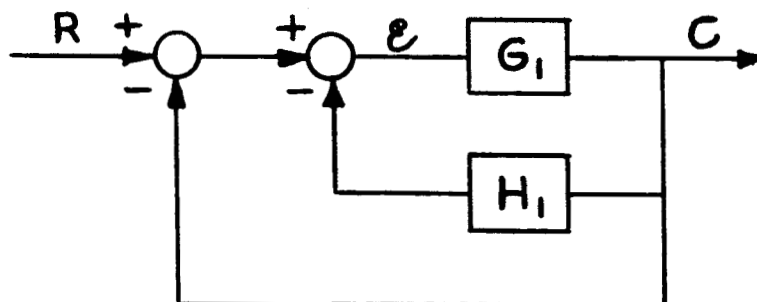 R + + ℰ G₁ C
- -
H₁